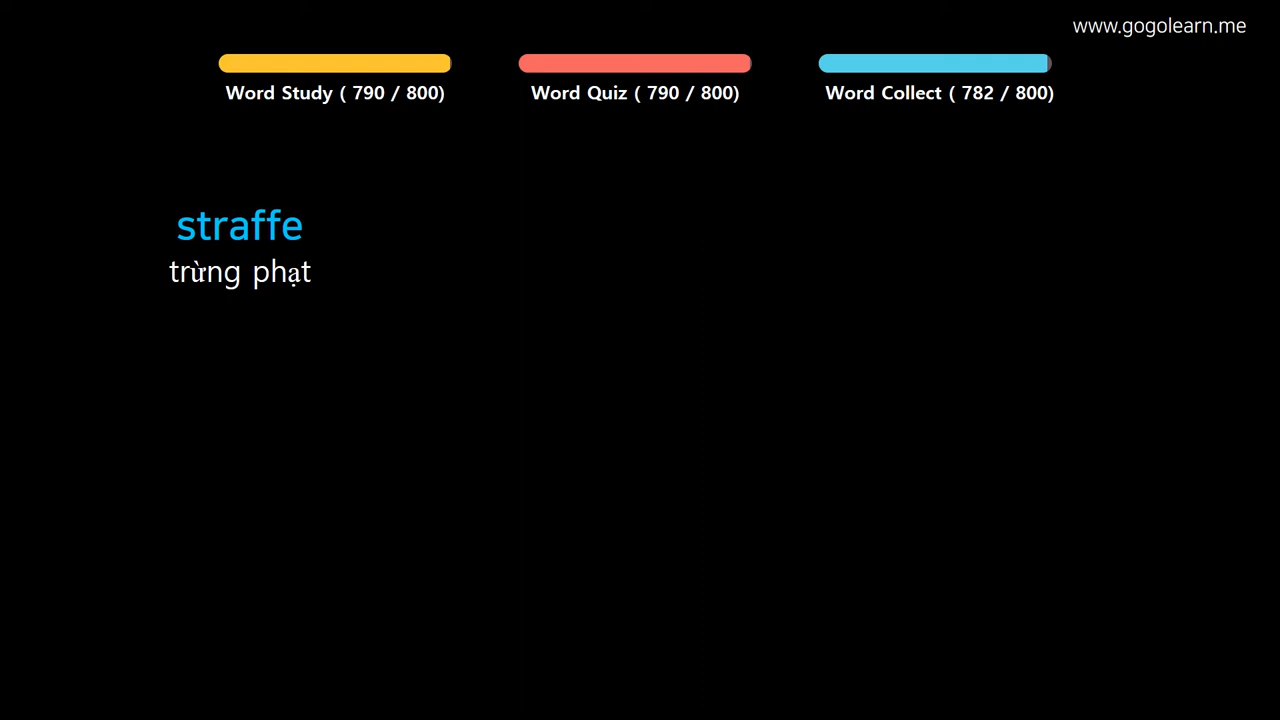 www.gogolearn.me
Word Study ( 790 / 800)
Word Quiz ( 790 / 800)
Word Collect ( 782 / 800)
straffe
trừng phạt